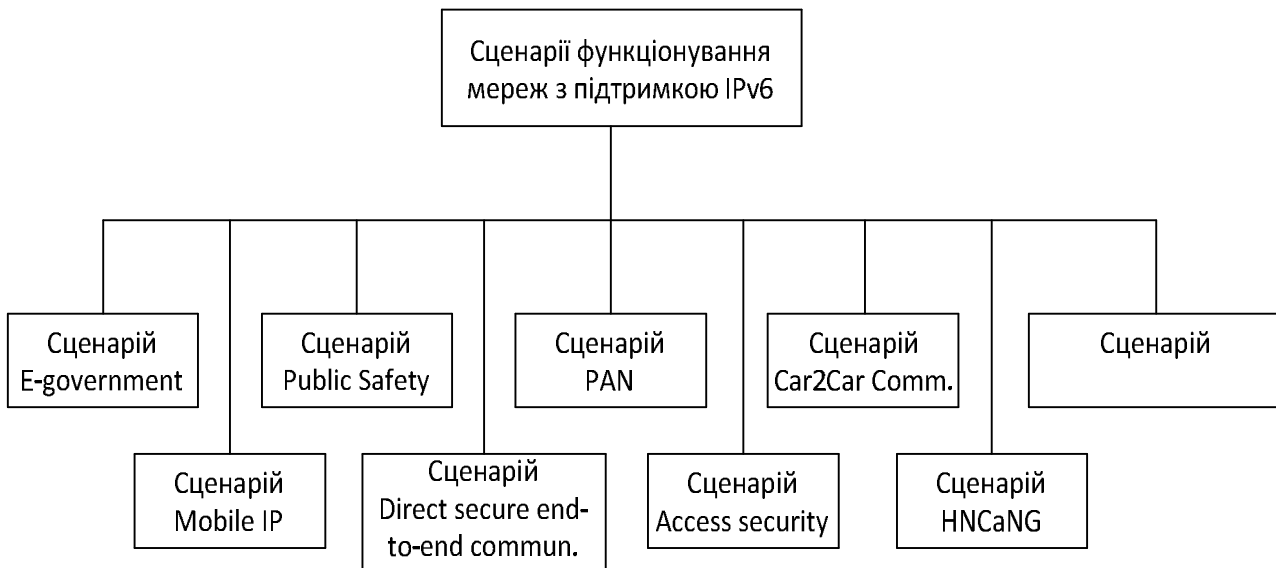 Сценарії функціонування
мереж з підтримкою IPv6
Сценарій
E-government
Сценарій
Public Safety
Сценарій
PAN
Сценарій
Car2Car Comm.
Сценарій
Сценарій
Mobile IP
Сценарій
Direct secure end-
to-end commun.
Сценарій
Access security
Сценарій
HNCaNG